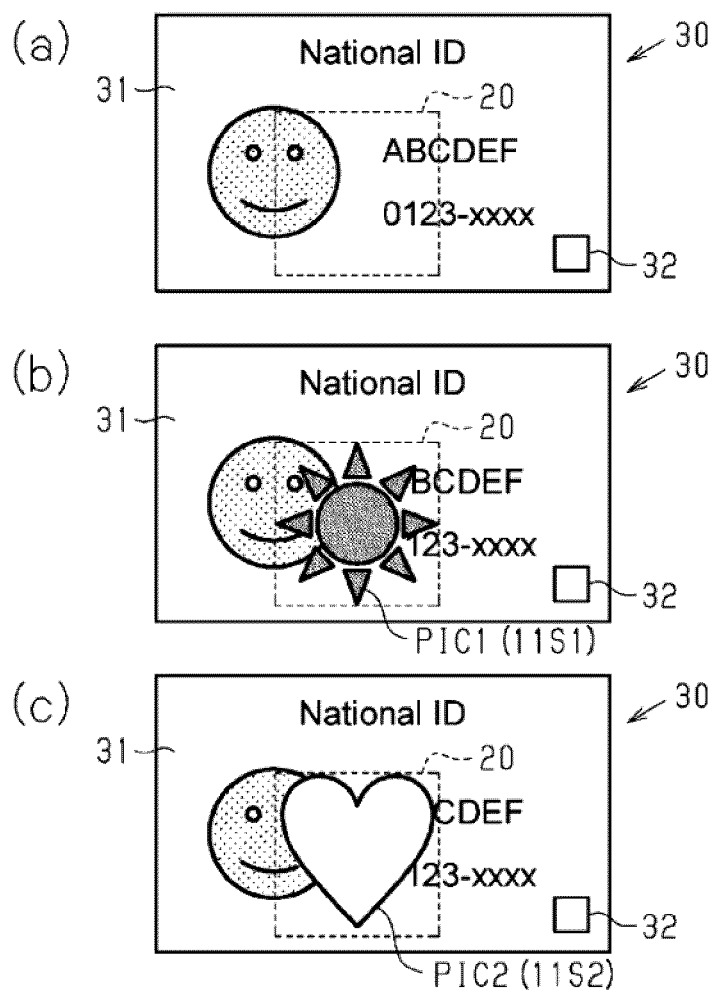 (a)
National ID
30
31
20
ABCDEF
0123-xxxx
32
(b)
National ID
30
31
20
BCDEF
123-xxxx
32
PIC1 (11S1)
(c)
National ID
30
31
20
CDEF
123-xxxx
32
PIC2 (11S2)